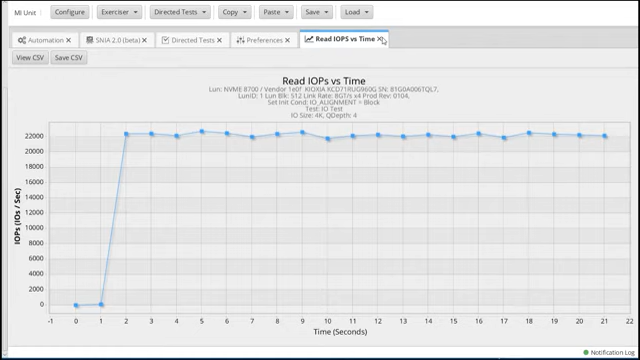 MI Unit Configure Exerciser Directed Tests Copy Paste Save Load
Automation SNIA 2.0 (beta) Directed Tests Preferences Read IOPS vs Time
View CSV Save CSV
Read IOPs vs Time
Lun: NVME 8700 / Vendor 1e0f KIOXIA KCD71RUG960G SN: 81G0A006TQL7,
LunID: 1 Lun Blk: 512 Link Rate: 8GT/s x4 Prod Rev: 0104,
Set Init Cond: IO_ALIGNMENT = Block
Test: IO Test
IO Size: 4K, QDepth: 4
IOPs (IOs / Sec)
22000
20000
18000
16000
14000
12000
10000
8000
6000
4000
2000
0
-1 0 1 2 3 4 5 6 7 8 9 10 11 12 13 14 15 16 17 18 19 20 21 22
Time (Seconds)
Notification Log